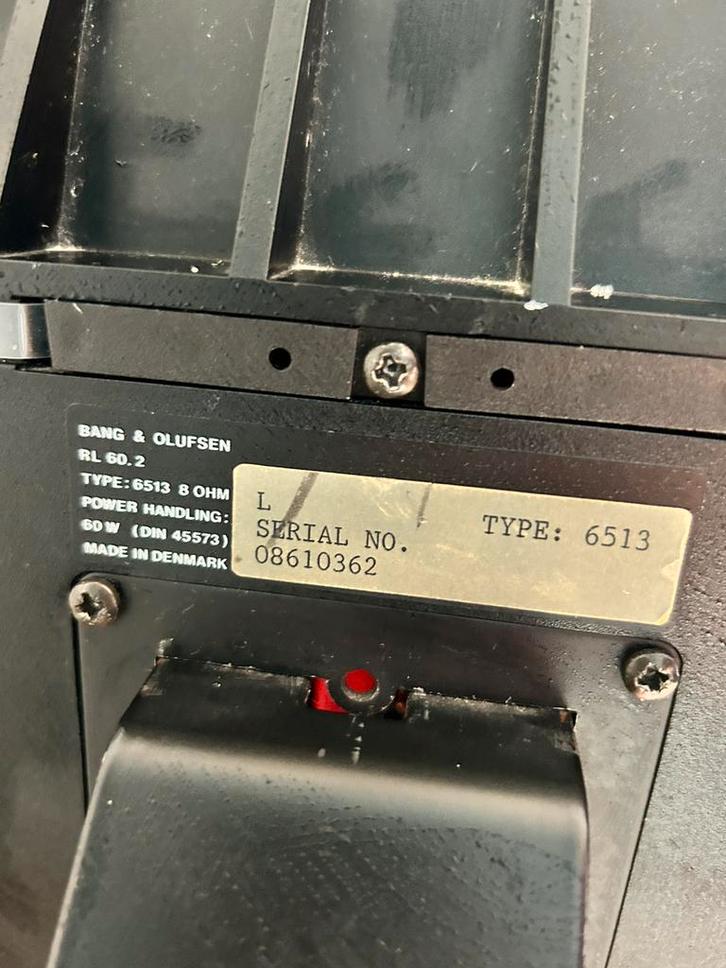 BANG & OLUFSEN
RL 60.2
TYPE: 6513 8 OHM
POWER HANDLING:
60 W (DIN 45573)
MADE IN DENMARK
L
TYPE: 6513
SERIAL NO.
08610362